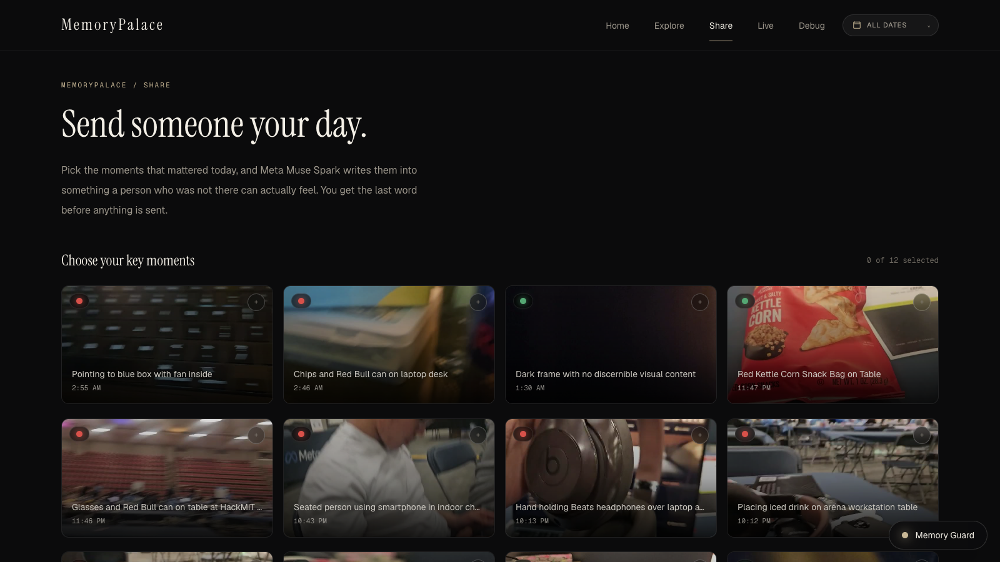 MemoryPalace
Home
Explore
Share
Live
Debug
ALL DATES
MEMORYPALACE / SHARE
Send someone your day.
Pick the moments that mattered today, and Meta Muse Spark writes them into
something a person who was not there can actually feel. You get the last word
before anything is sent.
Choose your key moments
0 of 12 selected
Pointing to blue box with fan inside
2:55 AM
Chips and Red Bull can on laptop desk
2:46 AM
Dark frame with no discernible visual content
1:30 AM
KETTLE
CORN
Red Kettle Corn Snack Bag on Table
11:47 PM
Glasses and Red Bull can on table at HackMIT ...
11:46 PM
Meta
Seated person using smartphone in indoor ch...
10:43 PM
Hand holding Beats headphones over laptop a...
10:13 PM
Placing iced drink on arena workstation table
10:12 PM
Memory Guard